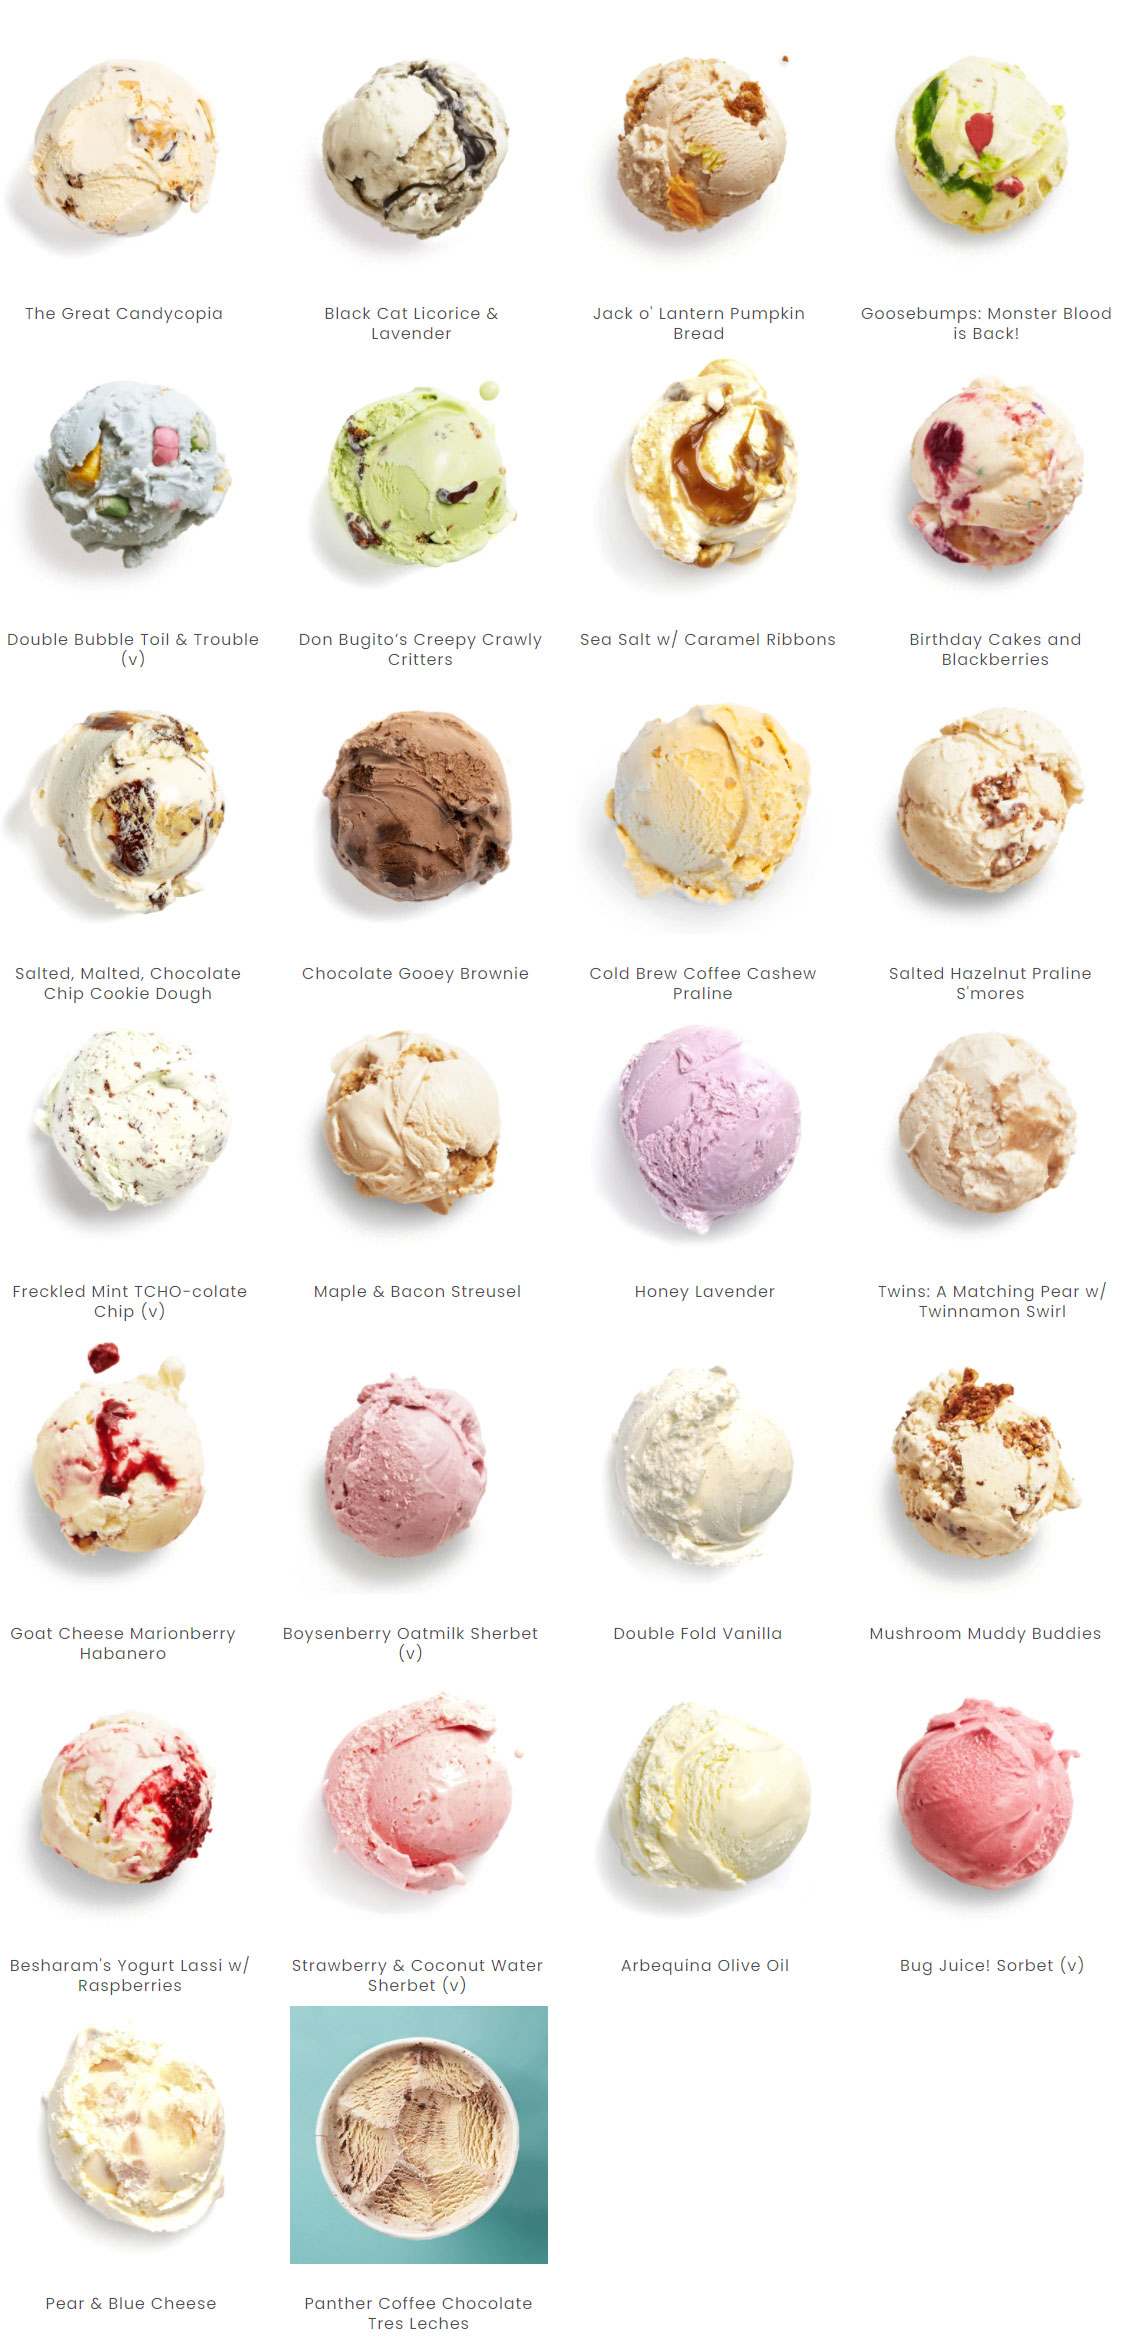 The Great Candycopia
Black Cat Licorice &
Lavender
Jack o' Lantern Pumpkin
Bread
Goosebumps: Monster Blood
is Back!
Double Bubble Toil & Trouble
(v)
Don Bugito’s Creepy Crawly
Critters
Sea Salt w/ Caramel Ribbons
Birthday Cakes and
Blackberries
Salted, Malted, Chocolate
Chip Cookie Dough
Chocolate Gooey Brownie
Cold Brew Coffee Cashew
Praline
Salted Hazelnut Praline
S'mores
Freckled Mint TCHO-colate
Chip (v)
Maple & Bacon Streusel
Honey Lavender
Twins: A Matching Pear w/
Twinnamon Swirl
Goat Cheese Marionberry
Habanero
Boysenberry Oatmilk Sherbet
(v)
Double Fold Vanilla
Mushroom Muddy Buddies
Besharam's Yogurt Lassi w/
Raspberries
Strawberry & Coconut Water
Sherbet (v)
Arbequina Olive Oil
Bug Juice! Sorbet (v)
Pear & Blue Cheese
Panther Coffee Chocolate
Tres Leches